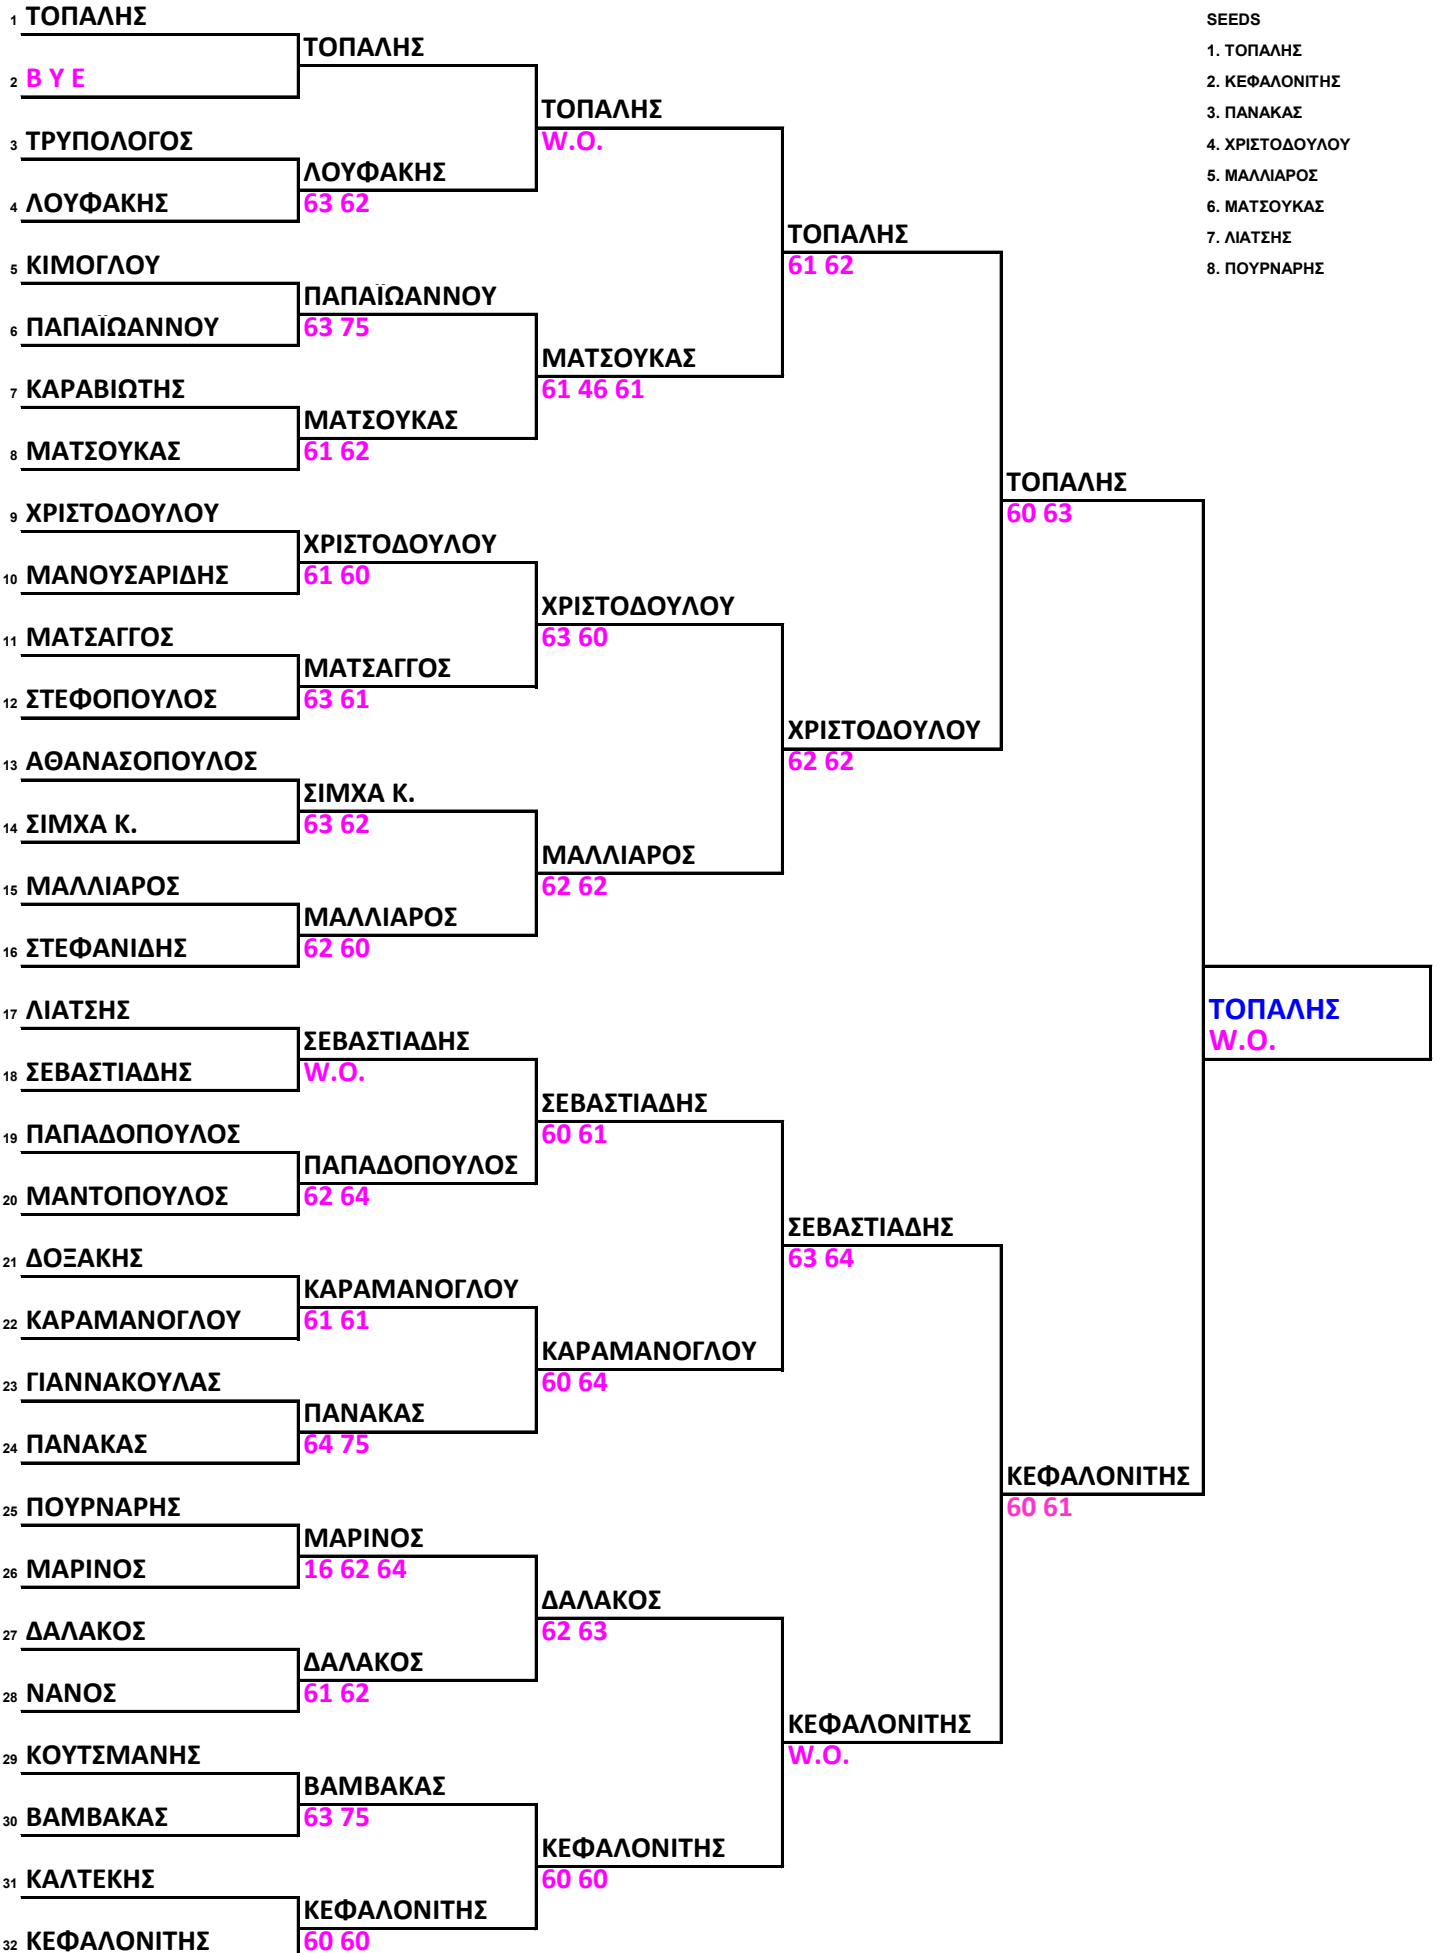 1 ΤΟΠΑΛΗΣ
2 B Y E
3 ΤΡΥΠΟΛΟΓΟΣ
4 ΛΟΥΦΑΚΗΣ
5 ΚΙΜΟΓΛΟΥ
6 ΠΑΠΑΪΩΑΝΝΟΥ
7 ΚΑΡΑΒΙΩΤΗΣ
8 ΜΑΤΣΟΥΚΑΣ
9 ΧΡΙΣΤΟΔΟΥΛΟΥ
10 ΜΑΝΟΥΣΑΡΙΔΗΣ
11 ΜΑΤΣΑΓΓΟΣ
12 ΣΤΕΦΟΠΟΥΛΟΣ
13 ΑΘΑΝΑΣΟΠΟΥΛΟΣ
14 ΣΙΜΧΑ Κ.
15 ΜΑΛΛΙΑΡΟΣ
16 ΣΤΕΦΑΝΙΔΗΣ
17 ΛΙΑΤΣΗΣ
18 ΣΕΒΑΣΤΙΑΔΗΣ
19 ΠΑΠΑΔΟΠΟΥΛΟΣ
20 ΜΑΝΤΟΠΟΥΛΟΣ
21 ΔΟΞΑΚΗΣ
22 ΚΑΡΑΜΑΝΟΓΛΟΥ
23 ΓΙΑΝΝΑΚΟΥΛΑΣ
24 ΠΑΝΑΚΑΣ
25 ΠΟΥΡΝΑΡΗΣ
26 ΜΑΡΙΝΟΣ
27 ΔΑΛΑΚΟΣ
28 ΝΑΝΟΣ
29 ΚΟΥΤΣΜΑΝΗΣ
30 ΒΑΜΒΑΚΑΣ
31 ΚΑΛΤΕΚΗΣ
32 ΚΕΦΑΛΟΝΙΤΗΣ
ΤΟΠΑΛΗΣ
ΛΟΥΦΑΚΗΣ
63 62
ΠΑΠΑΪΩΑΝΝΟΥ
63 75
ΜΑΤΣΟΥΚΑΣ
61 62
ΧΡΙΣΤΟΔΟΥΛΟΥ
61 60
ΜΑΤΣΑΓΓΟΣ
63 61
ΣΙΜΧΑ Κ.
63 62
ΜΑΛΛΙΑΡΟΣ
62 60
ΣΕΒΑΣΤΙΑΔΗΣ
W.O.
ΠΑΠΑΔΟΠΟΥΛΟΣ
62 64
ΚΑΡΑΜΑΝΟΓΛΟΥ
61 61
ΠΑΝΑΚΑΣ
64 75
ΜΑΡΙΝΟΣ
16 62 64
ΔΑΛΑΚΟΣ
61 62
ΒΑΜΒΑΚΑΣ
63 75
ΚΕΦΑΛΟΝΙΤΗΣ
60 60
ΤΟΠΑΛΗΣ
W.O.
ΜΑΤΣΟΥΚΑΣ
61 46 61
ΧΡΙΣΤΟΔΟΥΛΟΥ
63 60
ΜΑΛΛΙΑΡΟΣ
62 62
ΣΕΒΑΣΤΙΑΔΗΣ
60 61
ΚΑΡΑΜΑΝΟΓΛΟΥ
60 64
ΔΑΛΑΚΟΣ
62 63
ΚΕΦΑΛΟΝΙΤΗΣ
60 60
ΤΟΠΑΛΗΣ
61 62
ΧΡΙΣΤΟΔΟΥΛΟΥ
62 62
ΣΕΒΑΣΤΙΑΔΗΣ
63 64
ΚΕΦΑΛΟΝΙΤΗΣ
W.O.
ΤΟΠΑΛΗΣ
60 63
ΚΕΦΑΛΟΝΙΤΗΣ
60 61
ΤΟΠΑΛΗΣ
W.O.
SEEDS
1. ΤΟΠΑΛΗΣ
2. ΚΕΦΑΛΟΝΙΤΗΣ
3. ΠΑΝΑΚΑΣ
4. ΧΡΙΣΤΟΔΟΥΛΟΥ
5. ΜΑΛΛΙΑΡΟΣ
6. ΜΑΤΣΟΥΚΑΣ
7. ΛΙΑΤΣΗΣ
8. ΠΟΥΡΝΑΡΗΣ